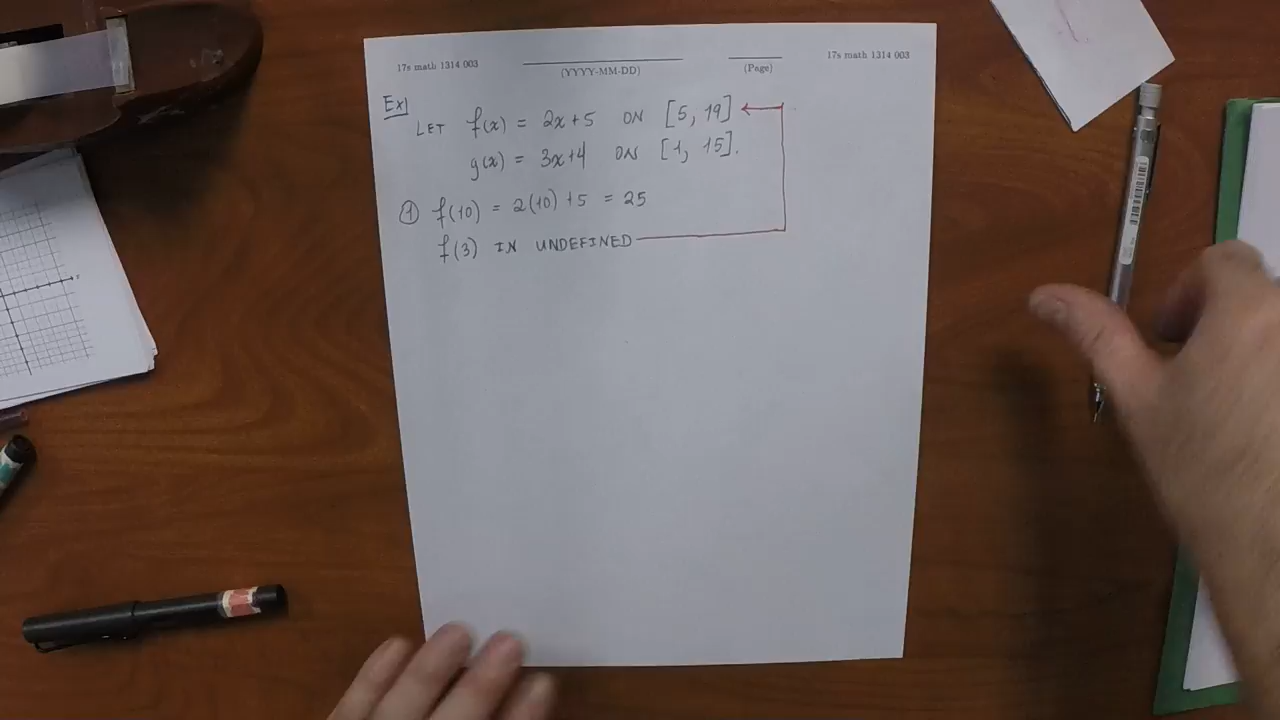 17s math 1314 003
(YYYY-MM-DD)
(Page)
17s math 1314 003
Ex
LET f(x) = 2x+5 ON [5, 19]
g(x) = 3x+4 ON [1, 15].
① f(10) = 2(10) +5 = 25
f(3) IN UNDEFINED